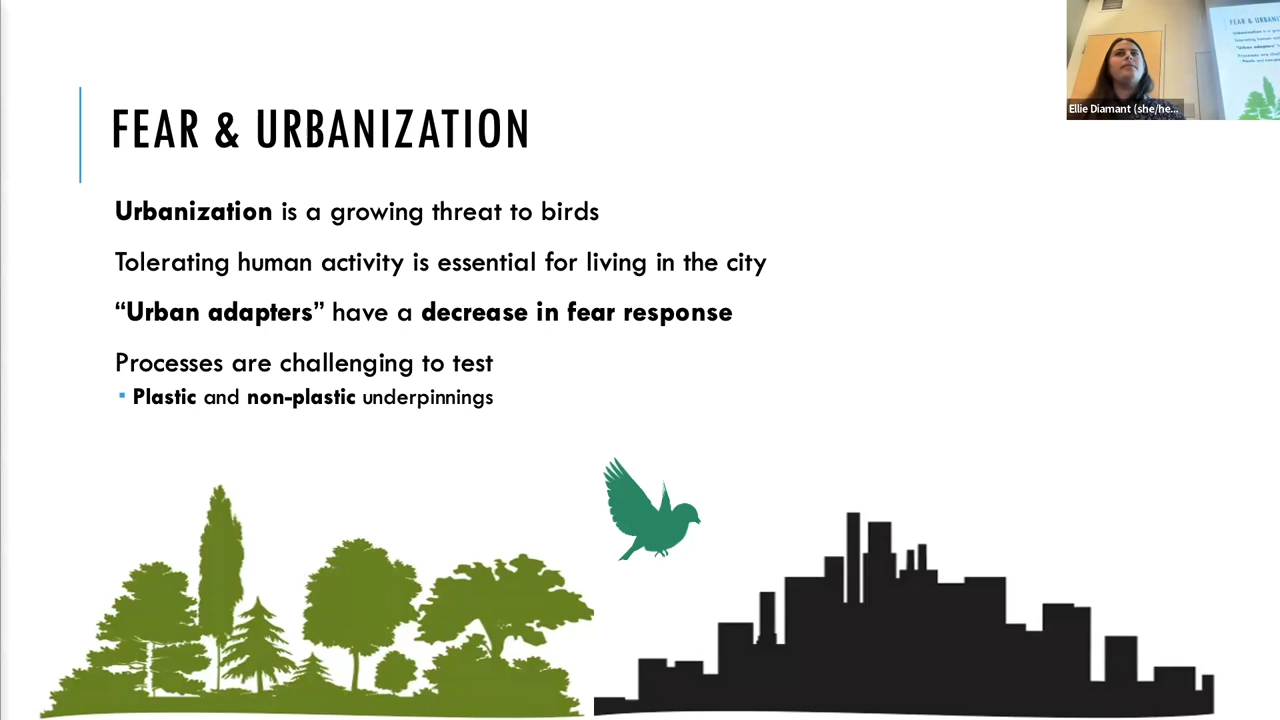 FEAR & URBANIZATION
Urbanization is a growing threat to birds
Tolerating human activity is essential for living in the city
“Urban adapters” have a decrease in fear response
Processes are challenging to test
Plastic and non-plastic underpinnings
Ellie Diamant (she/he...
FEAR & URBANI